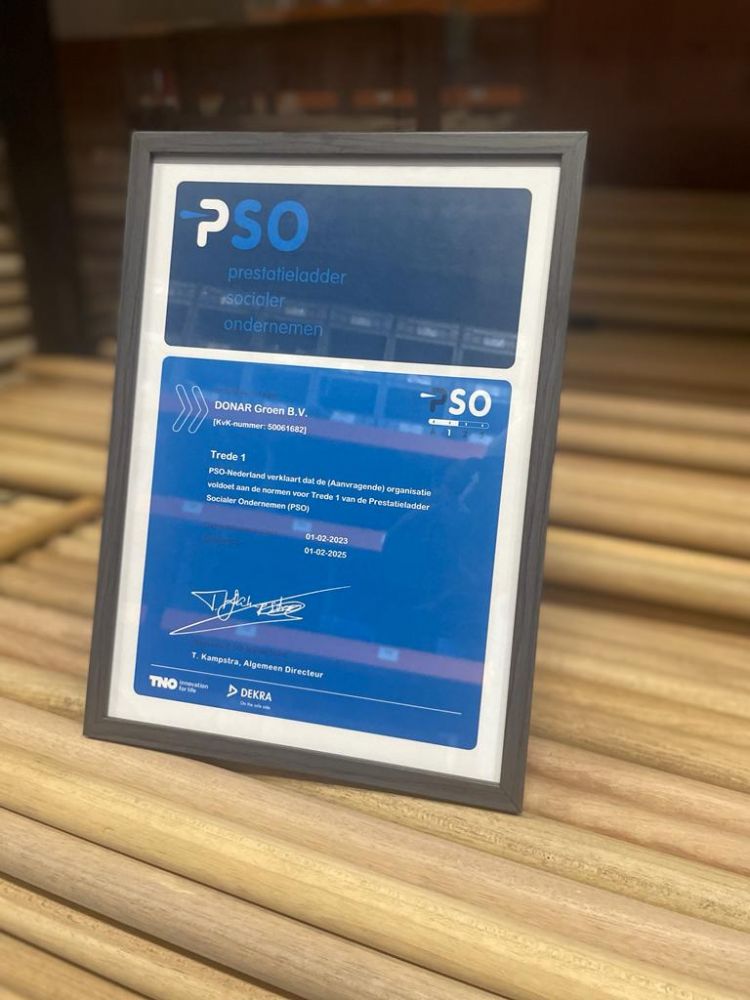 PSO
prestatieladder
socialer
ondernemen
PSO
1
DONAR Groen B.V.
[KvK-nummer: 50061682]
Trede 1
PSO-Nederland verklaart dat de (Aanvragende) organisatie
voldoet aan de normen voor Trede 1 van de Prestatieladder
Socialer Ondernemen (PSO)
01-02-2023
01-02-2025
T. Kampstra, Algemeen Directeur
TNO innovation
for life
DEKRA
On the safe side.